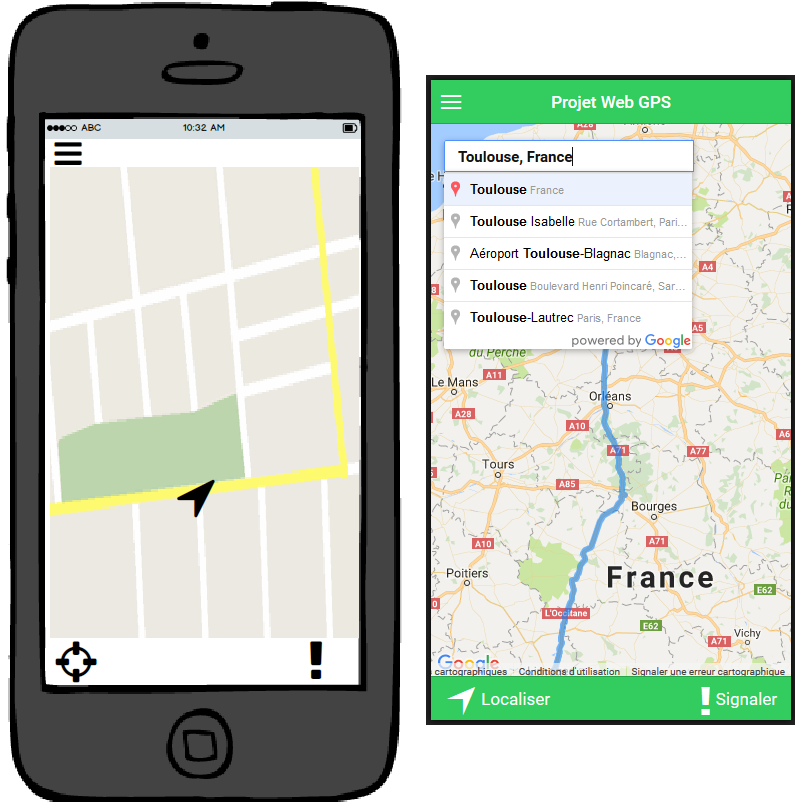 ABC 10:32 AM
Projet Web GPS
Toulouse, France
Toulouse France
Toulouse Isabelle Rue Cortambert, Pari...
Aéroport Toulouse-Blagnac Blagnac,...
Toulouse Boulevard Henri Poincaré, Sar...
Toulouse-Lautrec Paris, France
powered by Google
A4
A5
du Perche
A11
Le Mans
Orléans
A28
A10
A71
A77
A6
Tours
A85
Bourges
A10
A71
Poitiers
France
E62
L'Occitane
E62
A71
Vichy
Google
cartographiques
Conditions d'utilisation
Signaler une erreur cartographique
Localiser
Signaler